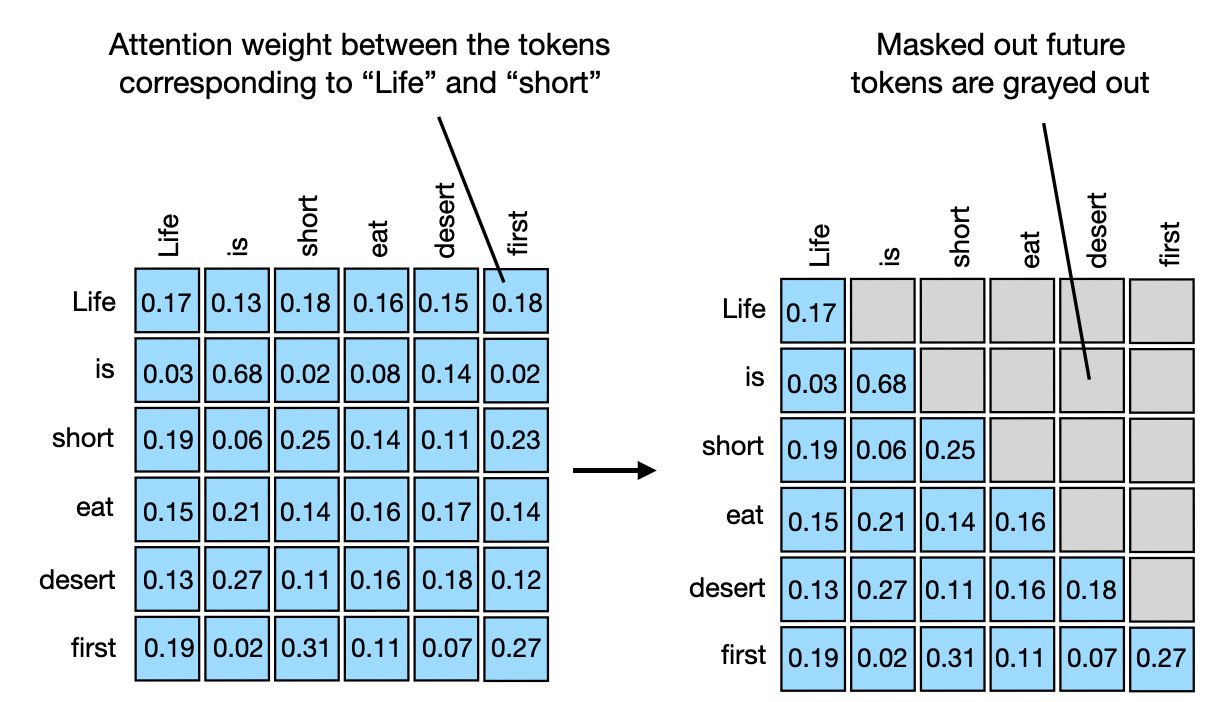 Attention weight between the tokens
corresponding to “Life” and “short”
Masked out future
tokens are grayed out
Life is short eat desert first
Life 0.17 0.13 0.18 0.16 0.15 0.18
is 0.03 0.68 0.02 0.08 0.14 0.02
short 0.19 0.06 0.25 0.14 0.11 0.23
eat 0.15 0.21 0.14 0.16 0.17 0.14
desert 0.13 0.27 0.11 0.16 0.18 0.12
first 0.19 0.02 0.31 0.11 0.07 0.27
Life is short eat desert first
Life 0.17
is 0.03 0.68
short 0.19 0.06 0.25
eat 0.15 0.21 0.14 0.16
desert 0.13 0.27 0.11 0.16 0.18
first 0.19 0.02 0.31 0.11 0.07 0.27